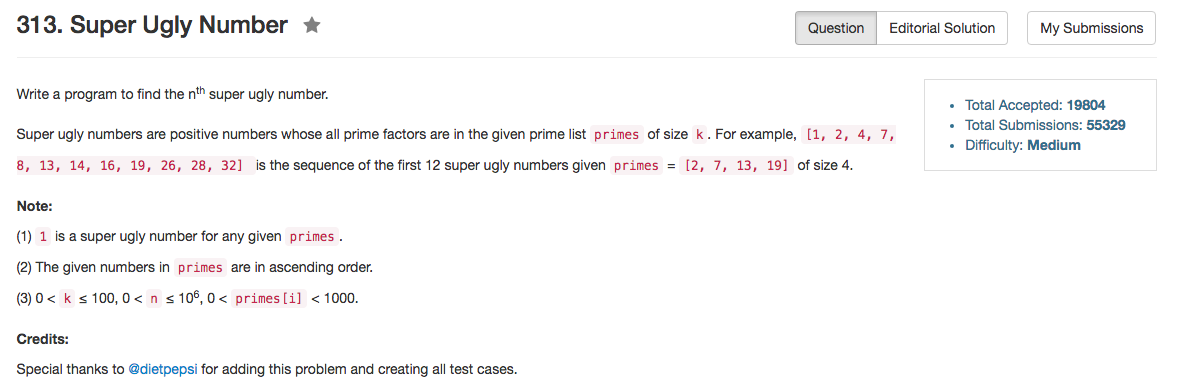 313. Super Ugly Number ★
Question Editorial Solution My Submissions
Write a program to find the nth super ugly number.
Super ugly numbers are positive numbers whose all prime factors are in the given prime list primes of size k. For example, [1, 2, 4, 7,
8, 13, 14, 16, 19, 26, 28, 32] is the sequence of the first 12 super ugly numbers given primes = [2, 7, 13, 19] of size 4.
Note:
(1) 1 is a super ugly number for any given primes.
(2) The given numbers in primes are in ascending order.
(3) 0 < k ≤ 100, 0 < n ≤ 10⁶, 0 < primes[i] < 1000.
Credits:
Special thanks to @dietpepsi for adding this problem and creating all test cases.
• Total Accepted: 19804
• Total Submissions: 55329
• Difficulty: Medium